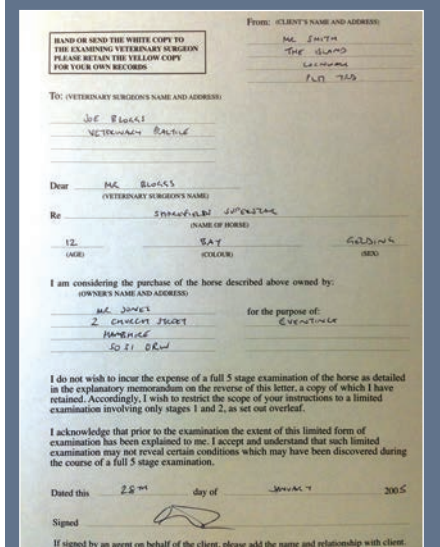 From: (CLIENT'S NAME AND ADDRESS)
HAND OR SEND THE WHITE COPY TO
THE EXAMINING VETERINARY SURGEON
PLEASE RETAIN THE YELLOW COPY
FOR YOUR OWN RECORDS
MR SMITH
THE ISLAND
To: (VETERINARY SURGEON'S NAME AND ADDRESS)
JOE BLOGGS
VETERINARY PRACTICE
Dear MR BLOGGS
(VETERINARY SURGEON'S NAME)
Re SUPERSTAR
(NAME OF HORSE)
12 BAY GELDING
(AGE) (COLOUR) (SEX)
I am considering the purchase of the horse described above owned by:
(OWNER'S NAME AND ADDRESS)
MR JONES for the purpose of:
2 CHURCH STREET EVENTING
HAMPSHIRE
SO21 0RW
I do not wish to incur the expense of a full 5 stage examination of the horse as detailed
in the explanatory memorandum on the reverse of this letter, a copy of which I have
retained. Accordingly, I wish to restrict the scope of your instructions to a limited
examination involving only stages 1 and 2, as set out overleaf.
I acknowledge that prior to the examination the extent of this limited form of
examination has been explained to me. I accept and understand that such limited
examination may not reveal certain conditions which may have been discovered during
the course of a full 5 stage examination.
Dated this 28TH day of JANUARY 2005
Signed
If signed by an agent on behalf of the client, please add the name and relationship with client.